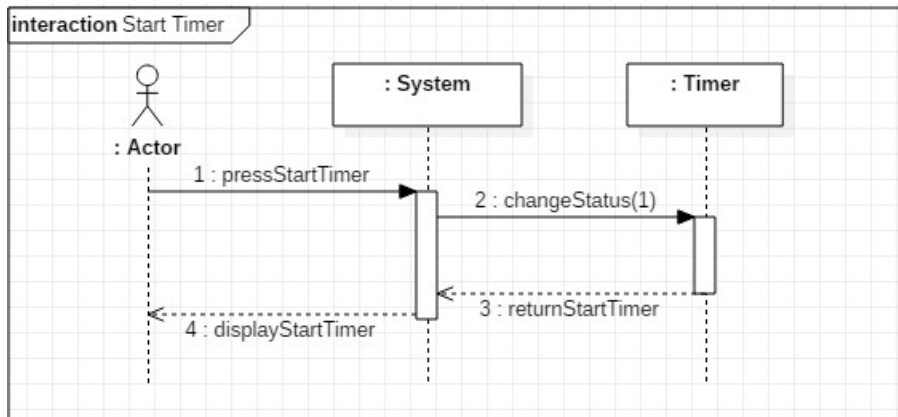 interaction Start Timer
: System
: Timer
: Actor
1 : pressStartTimer
2 : changeStatus(1)
3 : returnStartTimer
4 : displayStartTimer